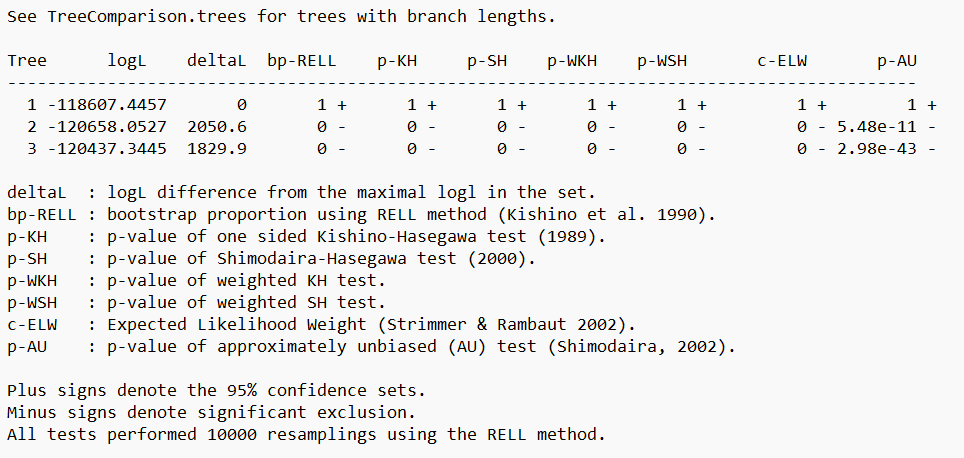 See TreeComparison.trees for trees with branch lengths.
Tree      logL    deltaL  bp-RELL    p-KH     p-SH    p-WKH    p-WSH       c-ELW       p-AU
-------------------------------------------------------------------------------------------
  1 -118607.4457       0       1 +       1 +      1 +      1 +      1 +         1 +        1 +
  2 -120658.0527  2050.6       0 -       0 -      0 -      0 -      0 -         0 - 5.48e-11 -
  3 -120437.3445  1829.9       0 -       0 -      0 -      0 -      0 -         0 - 2.98e-43 -
deltaL  : logL difference from the maximal logl in the set.
bp-RELL : bootstrap proportion using RELL method (Kishino et al. 1990).
p-KH    : p-value of one sided Kishino-Hasegawa test (1989).
p-SH    : p-value of Shimodaira-Hasegawa test (2000).
p-WKH   : p-value of weighted KH test.
p-WSH   : p-value of weighted SH test.
c-ELW   : Expected Likelihood Weight (Strimmer & Rambaut 2002).
p-AU    : p-value of approximately unbiased (AU) test (Shimodaira, 2002).
Plus signs denote the 95% confidence sets.
Minus signs denote significant exclusion.
All tests performed 10000 resamplings using the RELL method.